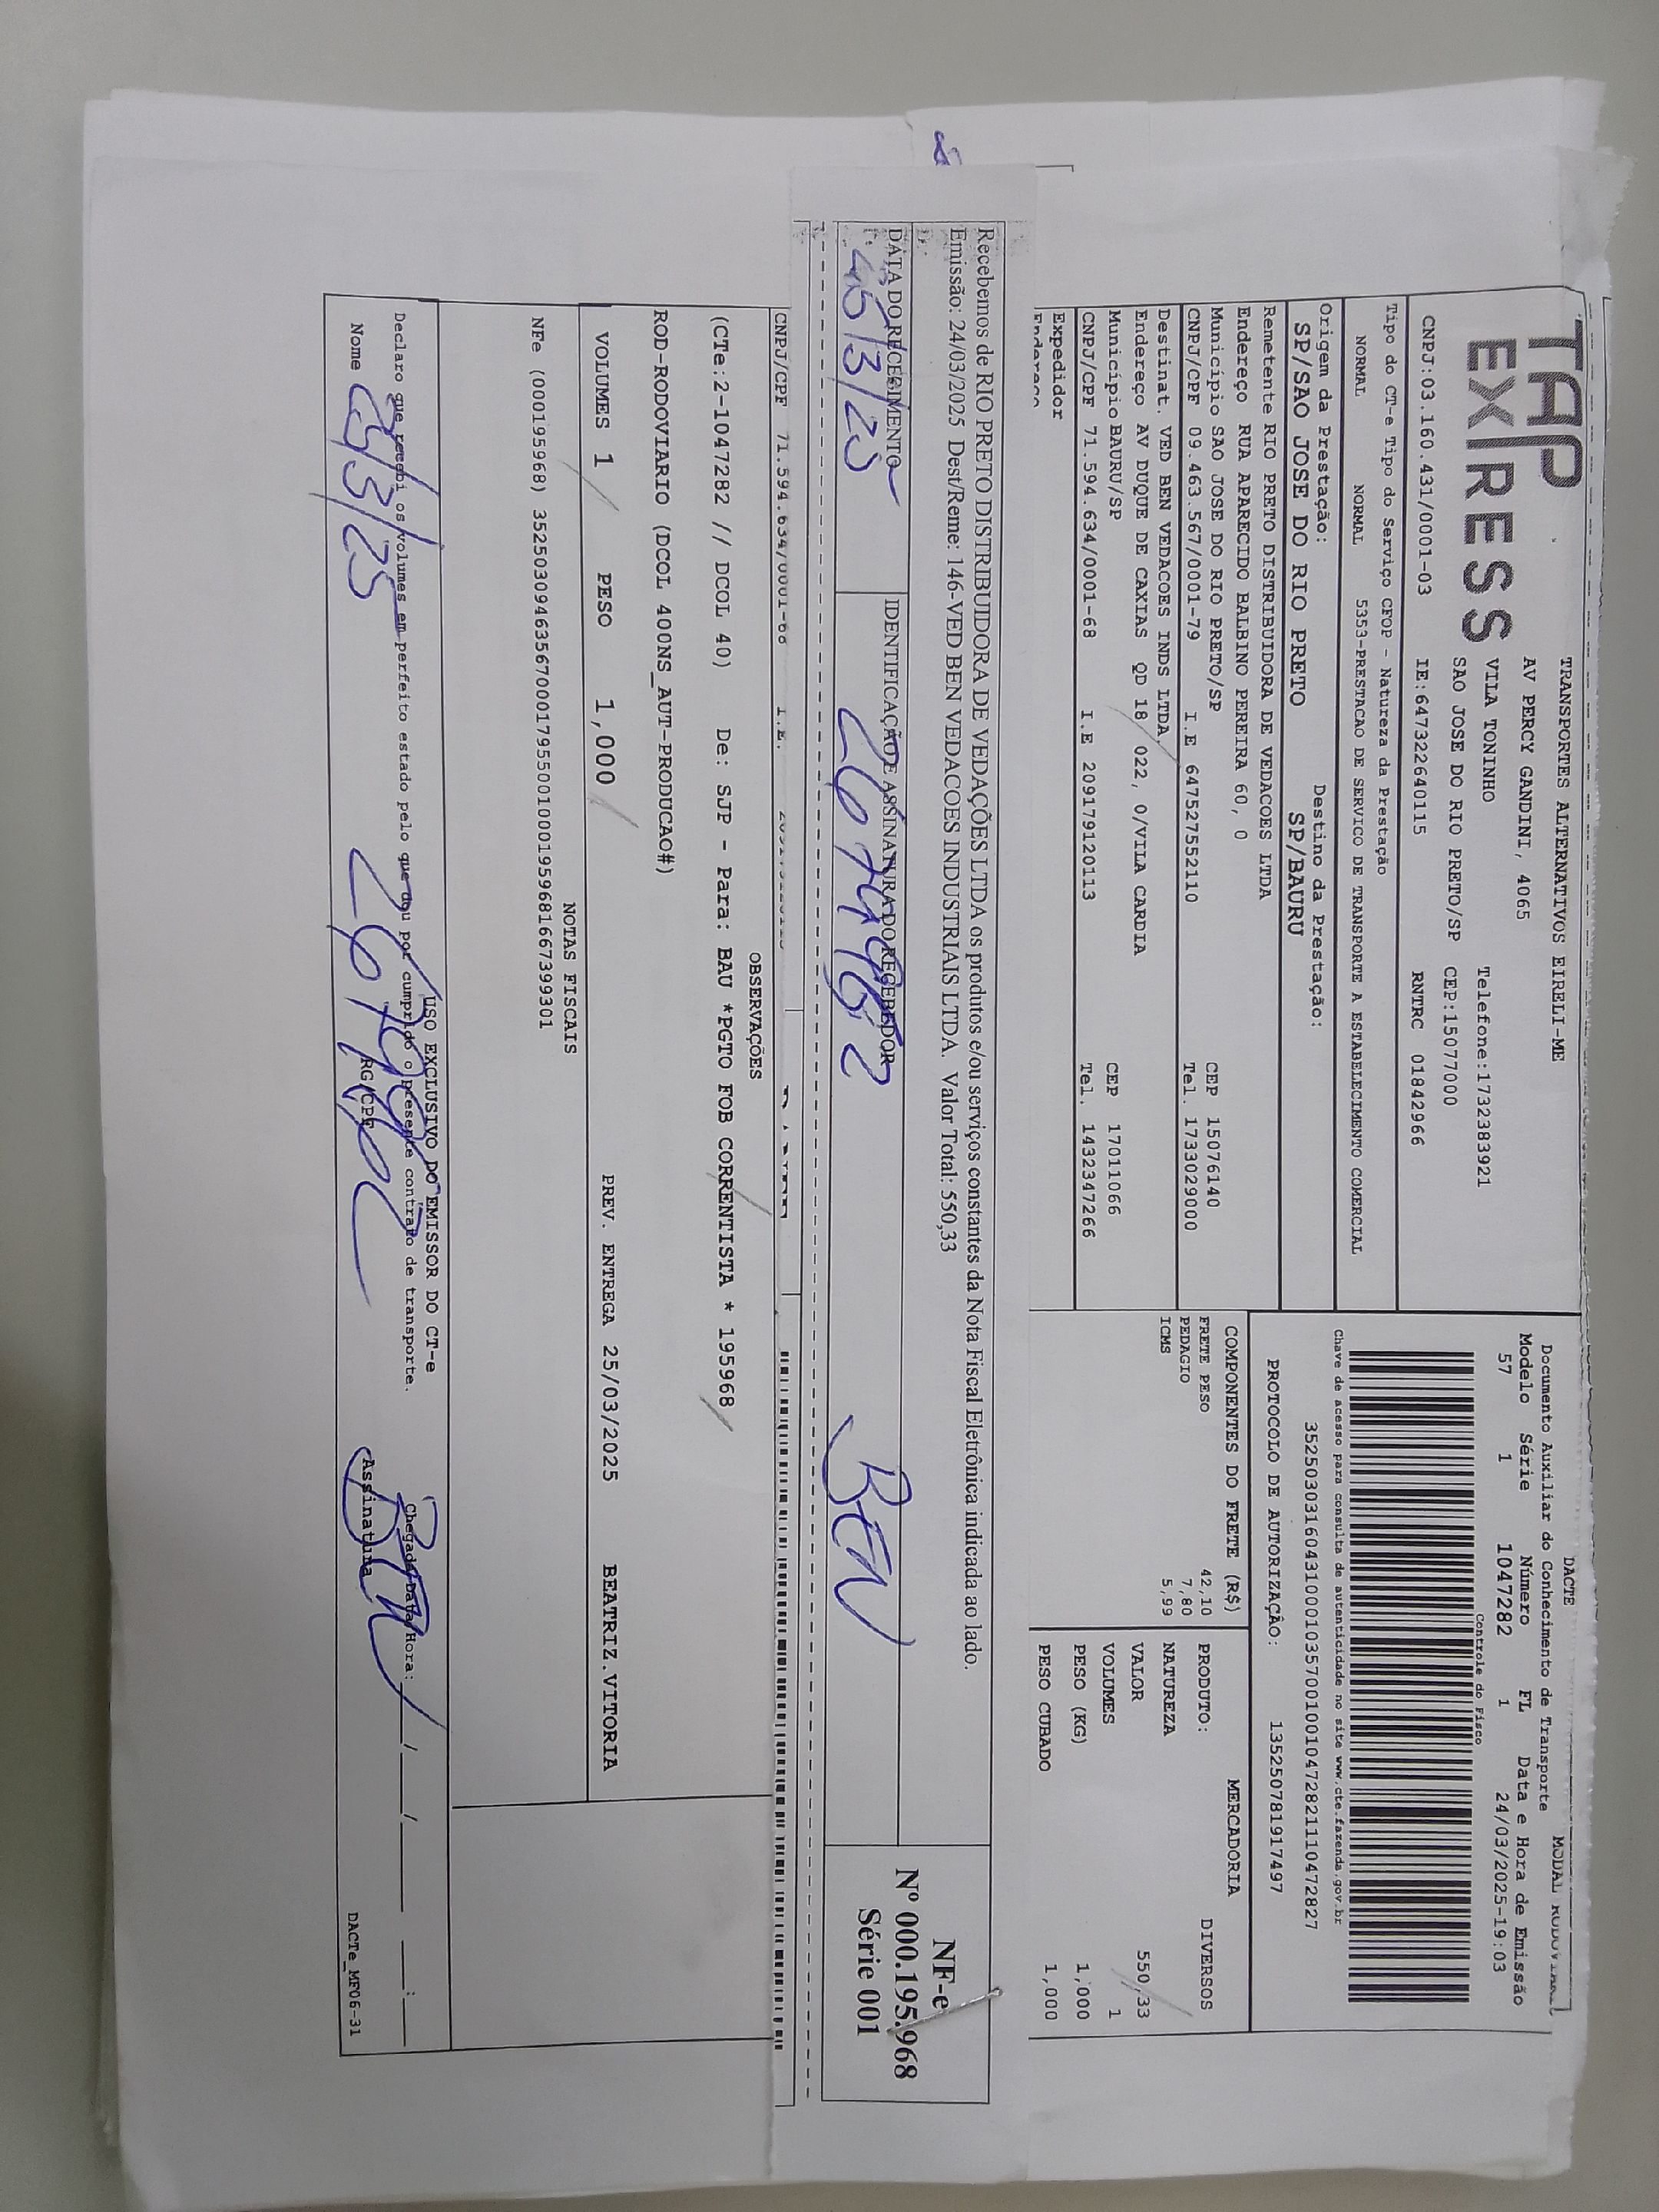 TAP
EXPRESS
TRANSPORTES ALTERNATIVOS EIRELI-ME
AV PERCY GANDINI, 4065
VILA TONINHO
SAO JOSE DO RIO PRETO/SP
Telefone:1732383921
CEP:15077000
CNPJ:03.160.431/0001-03
IE:647322640115
RNTRC 01842966
DACTE
Documento Auxiliar do Conhecimento de Transporte
MODAL RODOVIARI
Modelo Série Número FL Data e Hora de Emissão
57 1 1047282 1 24/03/2025-19:03
Controle do Fisco
Chave de acesso para consulta de autenticidade no site www.cte.fazenda.gov.br
PROTOCOLO DE AUTORIZAÇÃO: 135250781917497
Tipo do CT-e Tipo do Serviço CFOP - Natureza da Prestação
NORMAL NORMAL 5353-PRESTACAO DE SERVICO DE TRANSPORTE A ESTABELECIMENTO COMERCIAL
Origem da Prestação: Destino da Prestação:
SP/SAO JOSE DO RIO PRETO SP/BAURU
Remetente RIO PRETO DISTRIBUIDORA DE VEDACOES LTDA
Endereço RUA APARECIDO BALBINO PEREIRA 60, 0
Município SAO JOSE DO RIO PRETO/SP CEP 15076140
CNPJ/CPF 09.463.567/0001-79 I.E 647527552110 Tel. 1733029000
Destinat. VED BEN VEDACOES INDS LTDA
Endereço AV DUQUE DE CAXIAS QD 18 022, 0/VILA CARDIA
Município BAURU/SP CEP 17011066
CNPJ/CPF 71.594.634/0001-68 I.E 209179120113 Tel. 1432347266
Expedidor
COMPONENTES DO FRETE (R$)
FRETE PESO 42,10
PEDAGIO 7,80
ICMS 5,99
MERCADORIA
PRODUTO: DIVERSOS
NATUREZA
VALOR 550,33
VOLUMES 1
PESO (KG) 1,000
PESO CUBADO 1,000
Recebemos de RIO PRETO DISTRIBUIDORA DE VEDAÇÕES LTDA os produtos e/ou serviços constantes da Nota Fiscal Eletrônica indicada ao lado.
Emissão: 24/03/2025 Dest/Reme: 146-VED BEN VEDACOES INDUSTRIAIS LTDA. Valor Total: 550,33
DATA DO RECEBIMENTO IDENTIFICAÇÃO E ASSINATURA DO RECEBEDOR
BEN
NF-e
Nº 000.195.968
Série 001
CNPJ/CPF 71.594.634/0001-68 I.E.
OBSERVAÇÕES
(CTe:2-1047282 // DCOL 40) De: SJP - Para: BAU *PGTO FOB CORRENTISTA * 195968
ROD-RODOVIARIO (DCOL 400NS_AUT-PRODUCAO#)
VOLUMES 1 PESO 1,000 PREV. ENTREGA 25/03/2025 BEATRIZ.VITORIA
NOTAS FISCAIS
NFe (000195968) 35250309463567000179550010001959681667399301
USO EXCLUSIVO DO EMISSOR DO CT-e
Declaro que recebi os volumes em perfeito estado pelo que dou por cumprido o presente contrato de transporte.
Chegada Data/Hora: ___/___/____ ___:___
Nome 25/3/25 RG/CPF Assinatura
DACTe_MF06-31